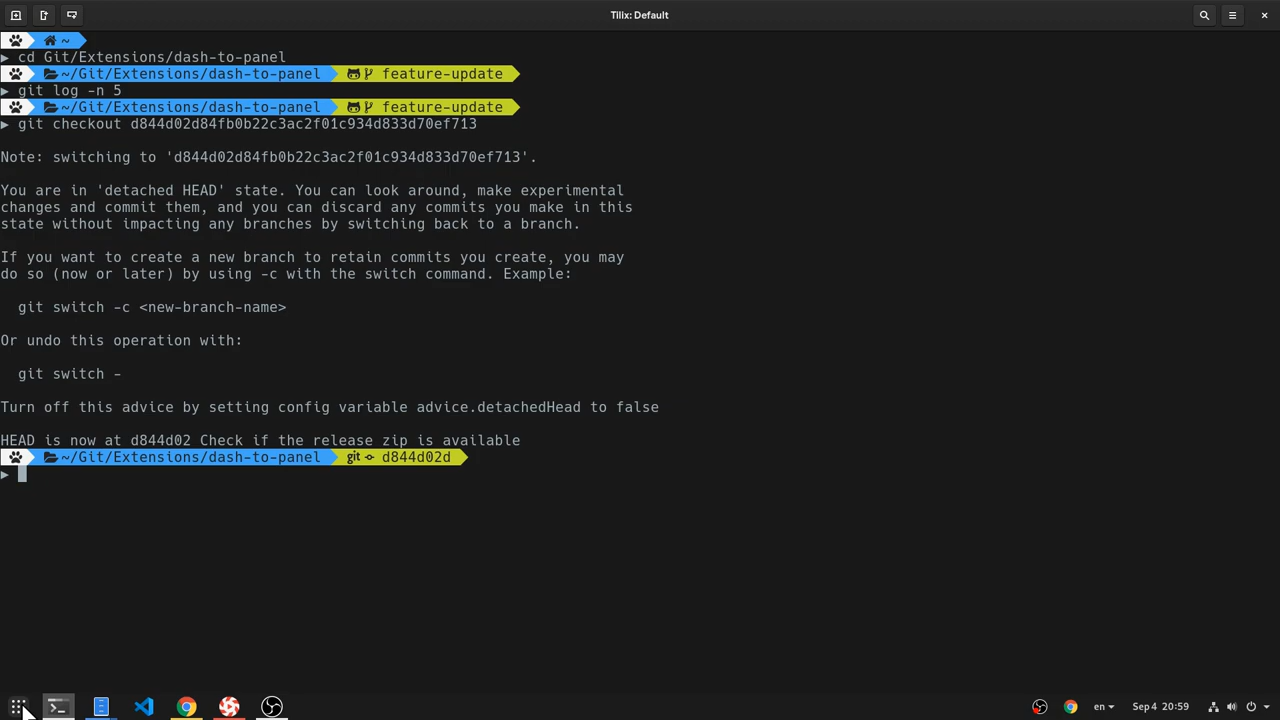 Tilix: Default
~
▶ cd Git/Extensions/dash-to-panel
~/Git/Extensions/dash-to-panel feature-update
▶ git log -n 5
~/Git/Extensions/dash-to-panel feature-update
▶ git checkout d844d02d84fb0b22c3ac2f01c934d833d70ef713
Note: switching to 'd844d02d84fb0b22c3ac2f01c934d833d70ef713'.
You are in 'detached HEAD' state. You can look around, make experimental
changes and commit them, and you can discard any commits you make in this
state without impacting any branches by switching back to a branch.
If you want to create a new branch to retain commits you create, you may
do so (now or later) by using -c with the switch command. Example:
git switch -c <new-branch-name>
Or undo this operation with:
git switch -
Turn off this advice by setting config variable advice.detachedHead to false
HEAD is now at d844d02 Check if the release zip is available
~/Git/Extensions/dash-to-panel git d844d02d
▶
en Sep 4 20:59